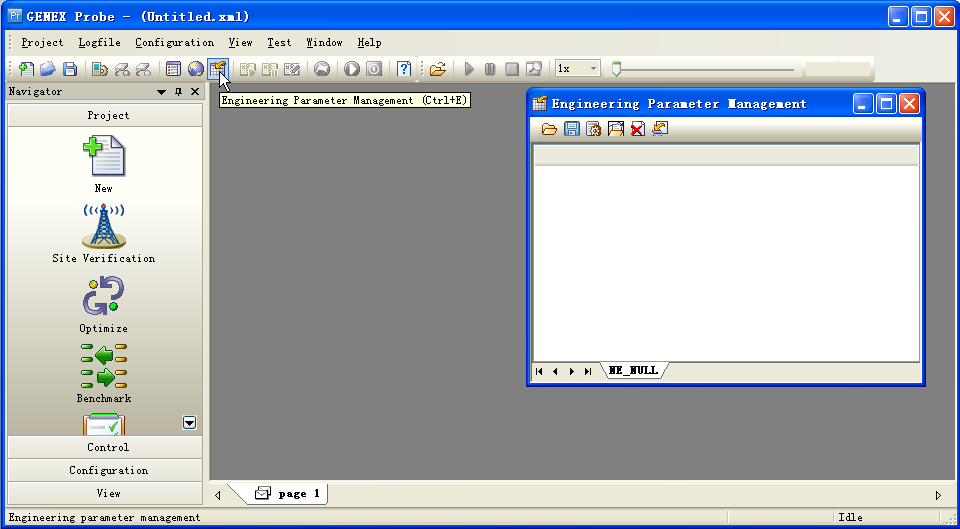 Pr GENEX Probe - (Untitled.xml)
Project Logfile Configuration View Test Window Help
1x
Navigator
Engineering Parameter Management (Ctrl+E)
Project
New
Site Verification
Optimize
Benchmark
Control
Configuration
View
Engineering Parameter Management
NE_NULL
page 1
Engineering parameter management
Idle